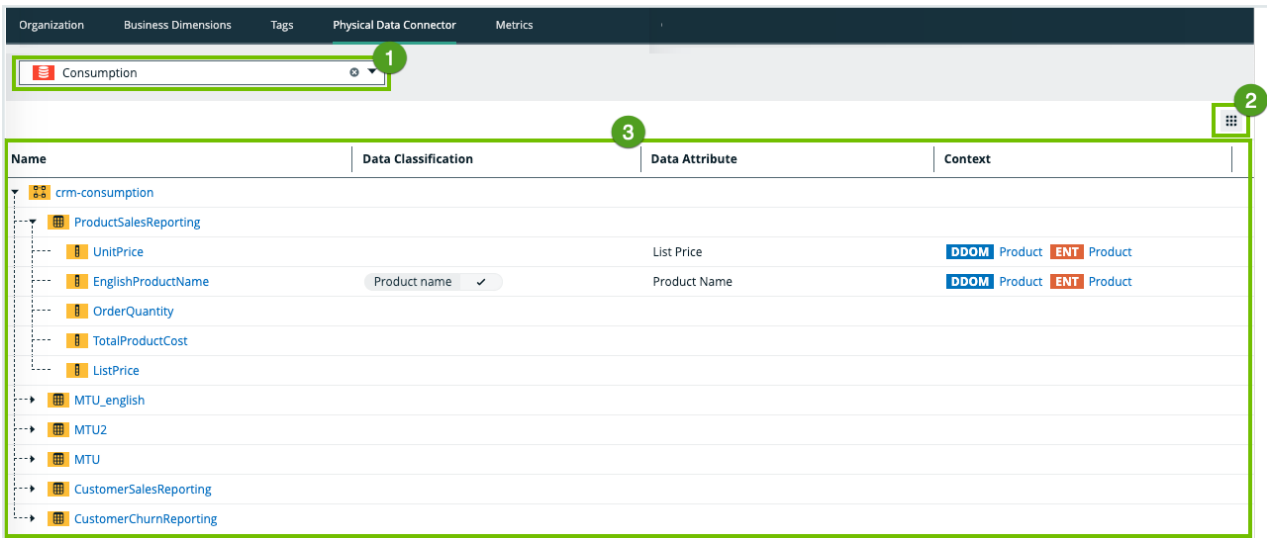 Organization Business Dimensions Tags Physical Data Connector Metrics
1
Consumption
2
3
Name Data Classification Data Attribute Context
crm-consumption
ProductSalesReporting
UnitPrice List Price DDOM Product ENT Product
EnglishProductName Product name Product Name DDOM Product ENT Product
OrderQuantity
TotalProductCost
ListPrice
MTU_english
MTU2
MTU
CustomerSalesReporting
CustomerChurnReporting